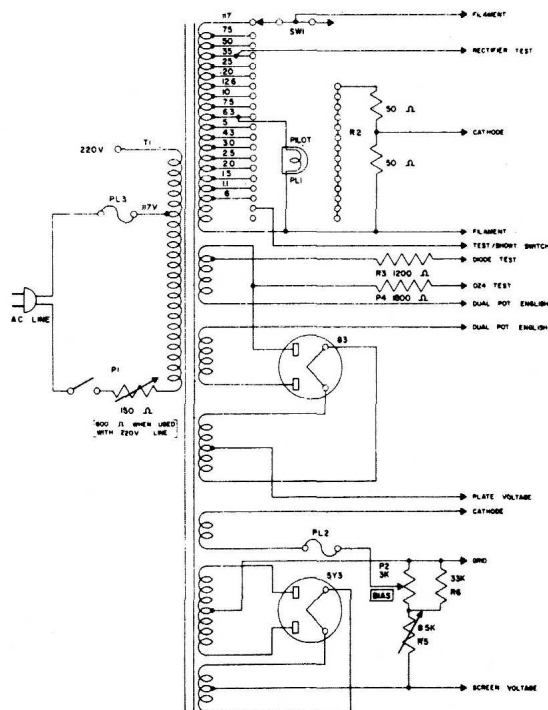 117
FILAMENT
SW1
75
50
35
RECTIFIER TEST
25
20
12.6
10
7.5
6.3
5
4.3
3.0
2.5
2.0
1.5
1.1
.6
PILOT
PL1
R2
50 Ω
CATHODE
50 Ω
220V
T1
PL3
117V
AC LINE
P1
150 Ω
[800 Ω WHEN USED
WITH 220V LINE]
FILAMENT
TEST/SHORT SWITCH
DIODE TEST
R3 1200 Ω
OZ4 TEST
P4 1800 Ω
DUAL POT ENGLISH
DUAL POT ENGLISH
83
PLATE VOLTAGE
CATHODE
PL2
GRID
P2
3K
BIAS
33K
R6
5Y3
8.5K
R5
SCREEN VOLTAGE